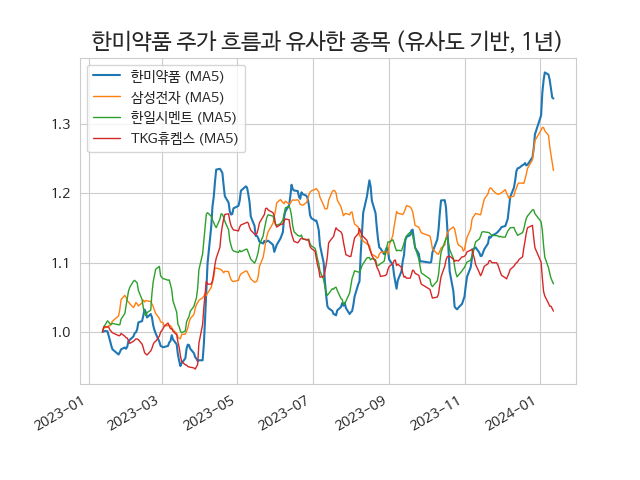 한미약품 주가 흐름과 유사한 종목 (유사도 기반, 1년)
한미약품 (MA5)
삼성전자 (MA5)
한일시멘트 (MA5)
TKG휴켐스 (MA5)
1.3
1.2
1.1
1.0
2023-01
2023-03
2023-05
2023-07
2023-09
2023-11
2024-01